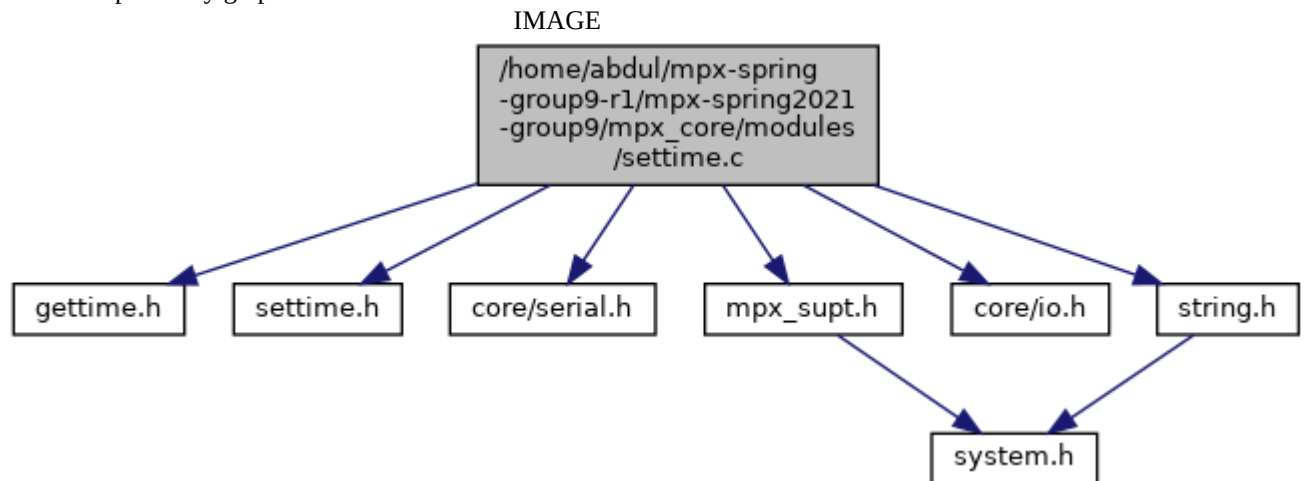 IMAGE
/home/abdul/mpx-spring
-group9-r1/mpx-spring2021
-group9/mpx_core/modules
/settime.c
gettime.h
settime.h
core/serial.h
mpx_supt.h
core/io.h
string.h
system.h